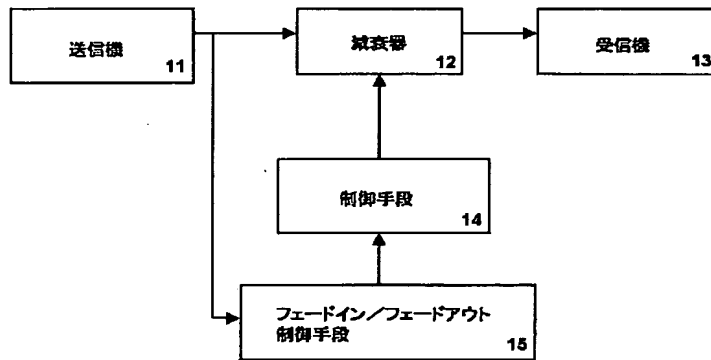 送信機
11
減衰器
12
受信機
13
制御手段
14
フェードイン/フェードアウト
制御手段
15